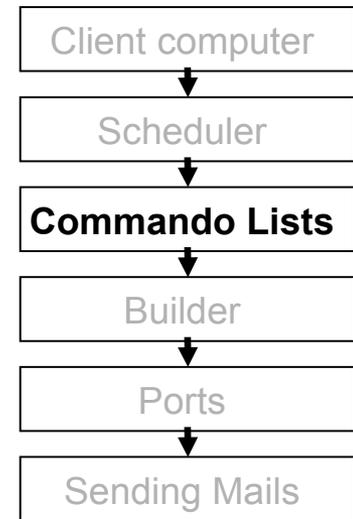 Client computer
Scheduler
Commando Lists
Builder
Ports
Sending Mails